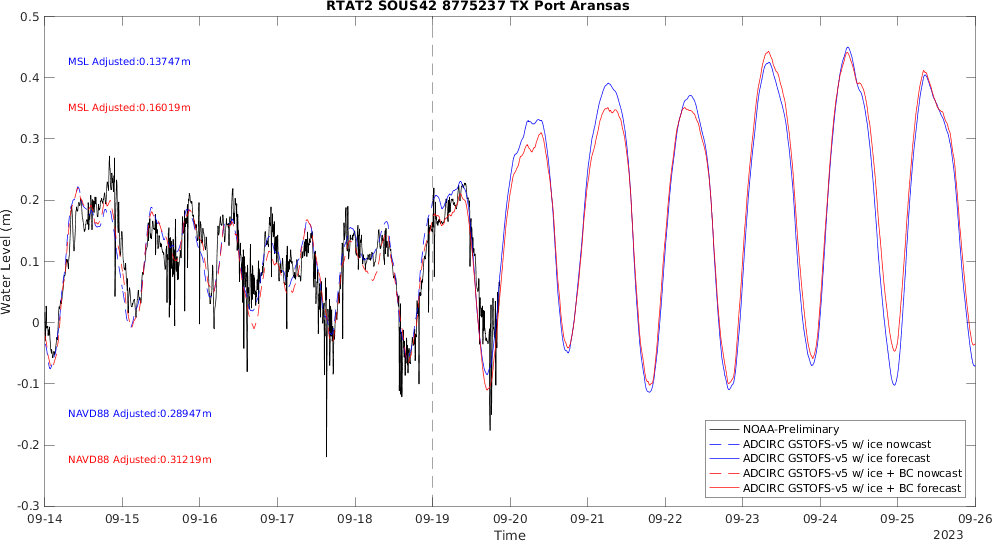 RTAT2 SOUS42 8775237 TX Port Aransas
0.5
0.4
0.3
0.2
0.1
0
-0.1
-0.2
-0.3
Water Level (m)
MSL Adjusted:0.13747m
MSL Adjusted:0.16019m
NAVD88 Adjusted:0.28947m
NAVD88 Adjusted:0.31219m
NOAA-Preliminary
ADCIRC GSTOFS-v5 w/ ice nowcast
ADCIRC GSTOFS-v5 w/ ice forecast
ADCIRC GSTOFS-v5 w/ ice + BC nowcast
ADCIRC GSTOFS-v5 w/ ice + BC forecast
09-14 09-15 09-16 09-17 09-18 09-19 09-20 09-21 09-22 09-23 09-24 09-25 09-26
Time
2023